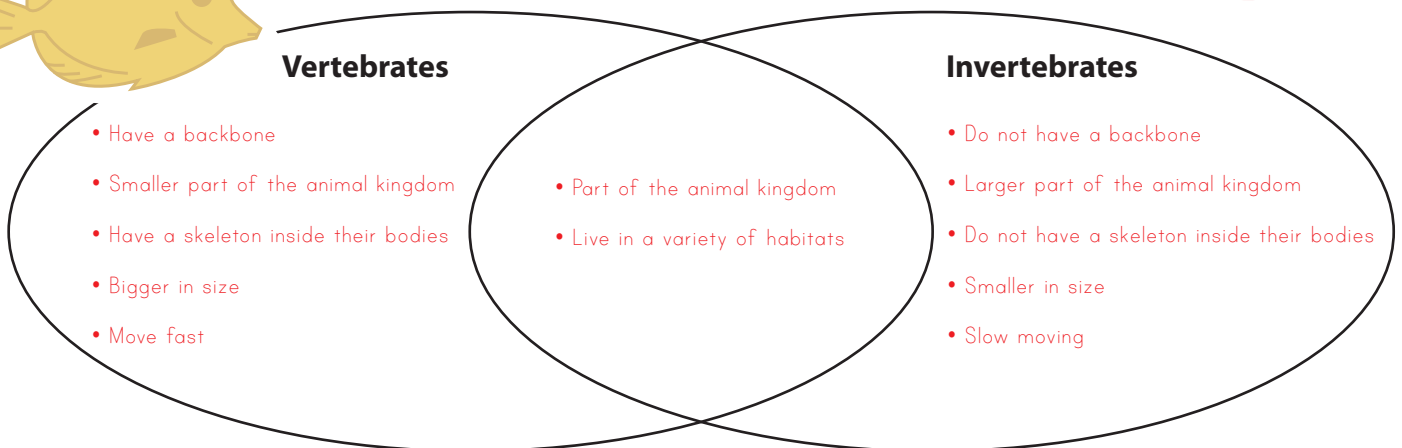 Vertebrates
• Have a backbone
• Smaller part of the animal kingdom
• Have a skeleton inside their bodies
• Bigger in size
• Move fast
• Part of the animal kingdom
• Live in a variety of habitats
Invertebrates
• Do not have a backbone
• Larger part of the animal kingdom
• Do not have a skeleton inside their bodies
• Smaller in size
• Slow moving